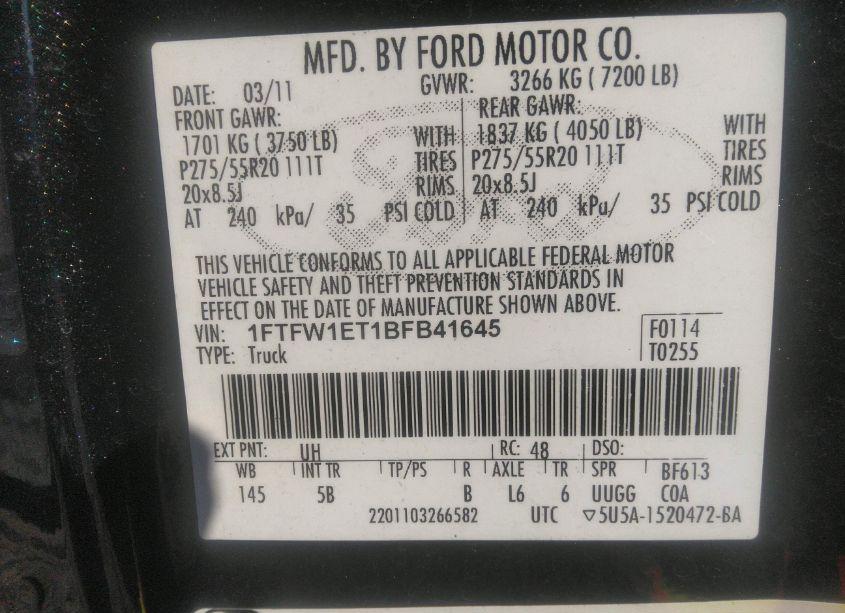 MFD. BY FORD MOTOR CO.
DATE: 03/11 GVWR: 3266 KG ( 7200 LB)
FRONT GAWR: REAR GAWR:
1701 KG ( 3750 LB) WITH 1837 KG ( 4050 LB) WITH
P275/55R20 111T TIRES P275/55R20 111T TIRES
20x8.5J RIMS 20x8.5J RIMS
AT 240 kPa/ 35 PSI COLD AT 240 kPa/ 35 PSI COLD
THIS VEHICLE CONFORMS TO ALL APPLICABLE FEDERAL MOTOR
VEHICLE SAFETY AND THEFT PREVENTION STANDARDS IN
EFFECT ON THE DATE OF MANUFACTURE SHOWN ABOVE.
VIN: 1FTFW1ET1BFB41645 F0114
TYPE: Truck T0255
EXT PNT: UH RC: 48 DSO:
WB INT TR TP/PS R AXLE TR SPR BF613
145 5B B L6 6 UUGG COA
2201103266582 UTC ▽5U5A-1520472-BA